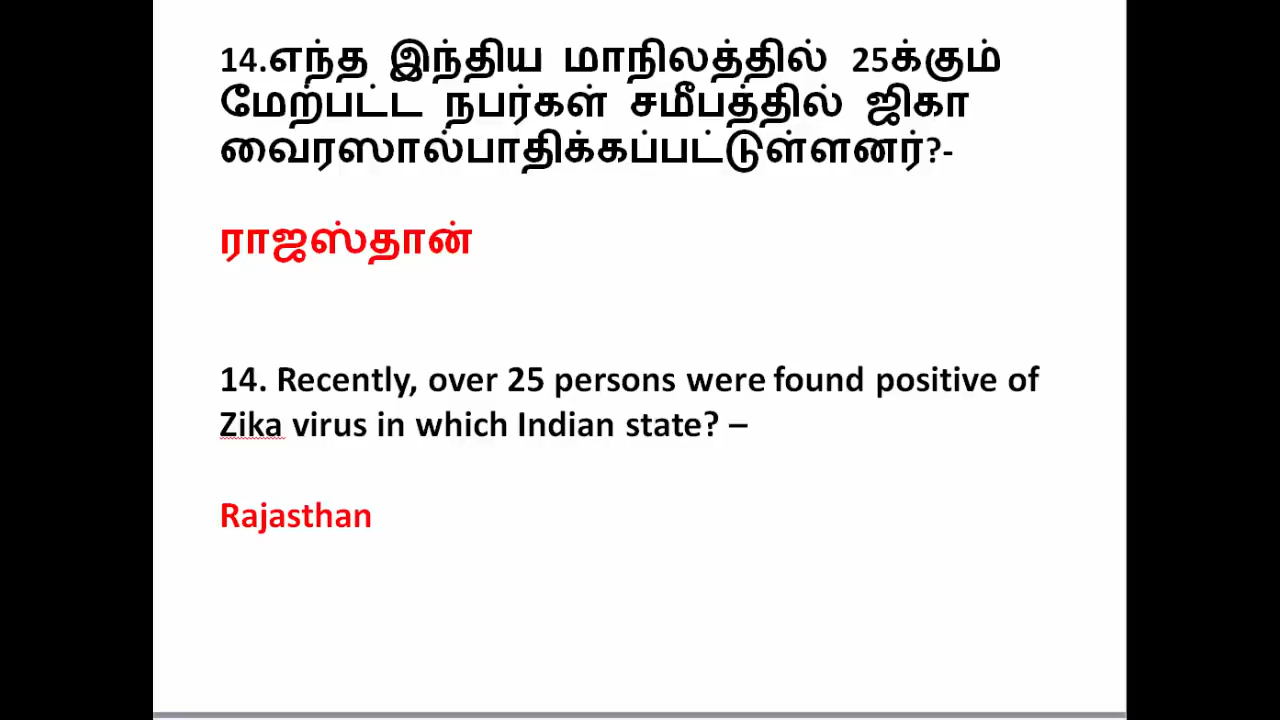 14.எந்த இந்திய மாநிலத்தில் 25க்கும்
மேற்பட்ட நபர்கள் சமீபத்தில் ஜிகா
வைரஸால்பாதிக்கப்பட்டுள்ளனர்?-
ராஜஸ்தான்
14. Recently, over 25 persons were found positive of
Zika virus in which Indian state? –
Rajasthan